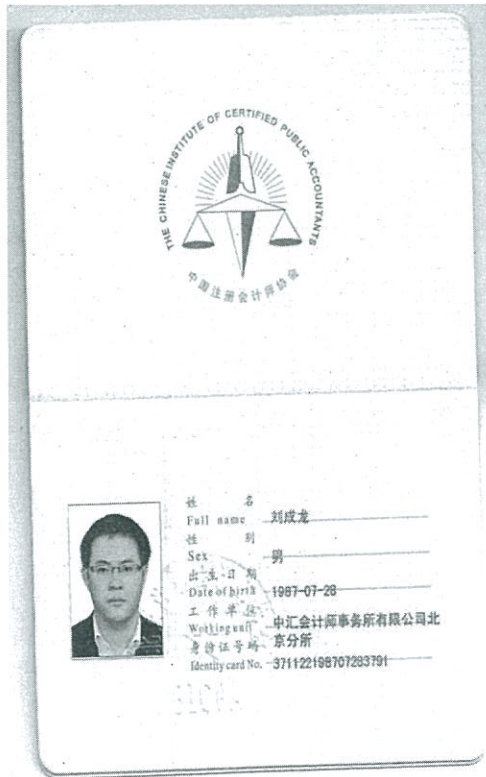 THE CHINESE INSTITUTE OF CERTIFIED PUBLIC ACCOUNTANTS
中国注册会计师协会
姓 名
Full name 刘成龙
性 别
Sex 男
出生日期
Date of birth 1987-07-28
工作单位
Working unit 中汇会计师事务所有限公司北
京分所
身份证号码
Identity card No. 371122198707283791